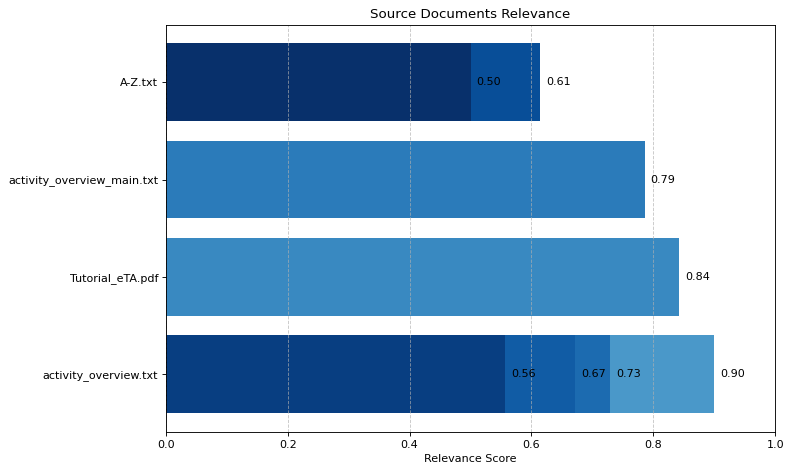 Source Documents Relevance
A-Z.txt 0.50 0.61
activity_overview_main.txt 0.79
Tutorial_eTA.pdf 0.84
activity_overview.txt 0.56 0.67 0.73 0.90
0.0 0.2 0.4 0.6 0.8 1.0
Relevance Score